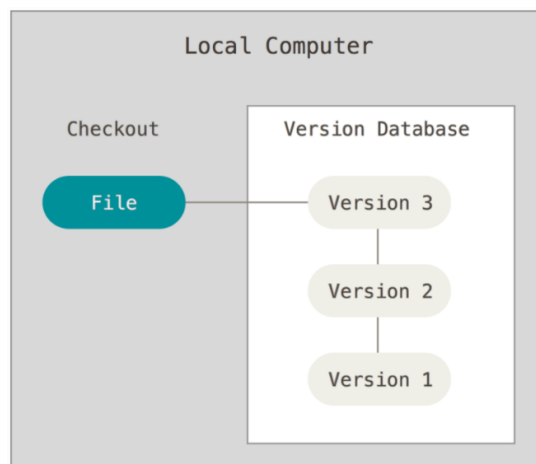 Local Computer
Checkout
Version Database
File
Version 3
Version 2
Version 1